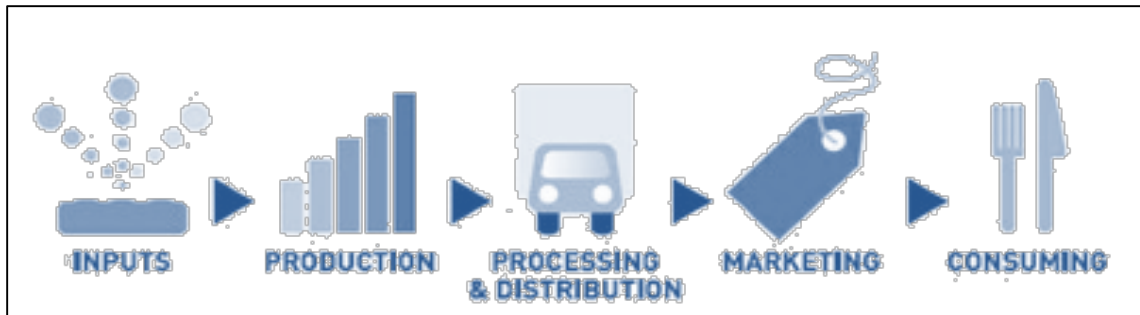 INPUTS
PRODUCTION
PROCESSING
& DISTRIBUTION
MARKETING
CONSUMING